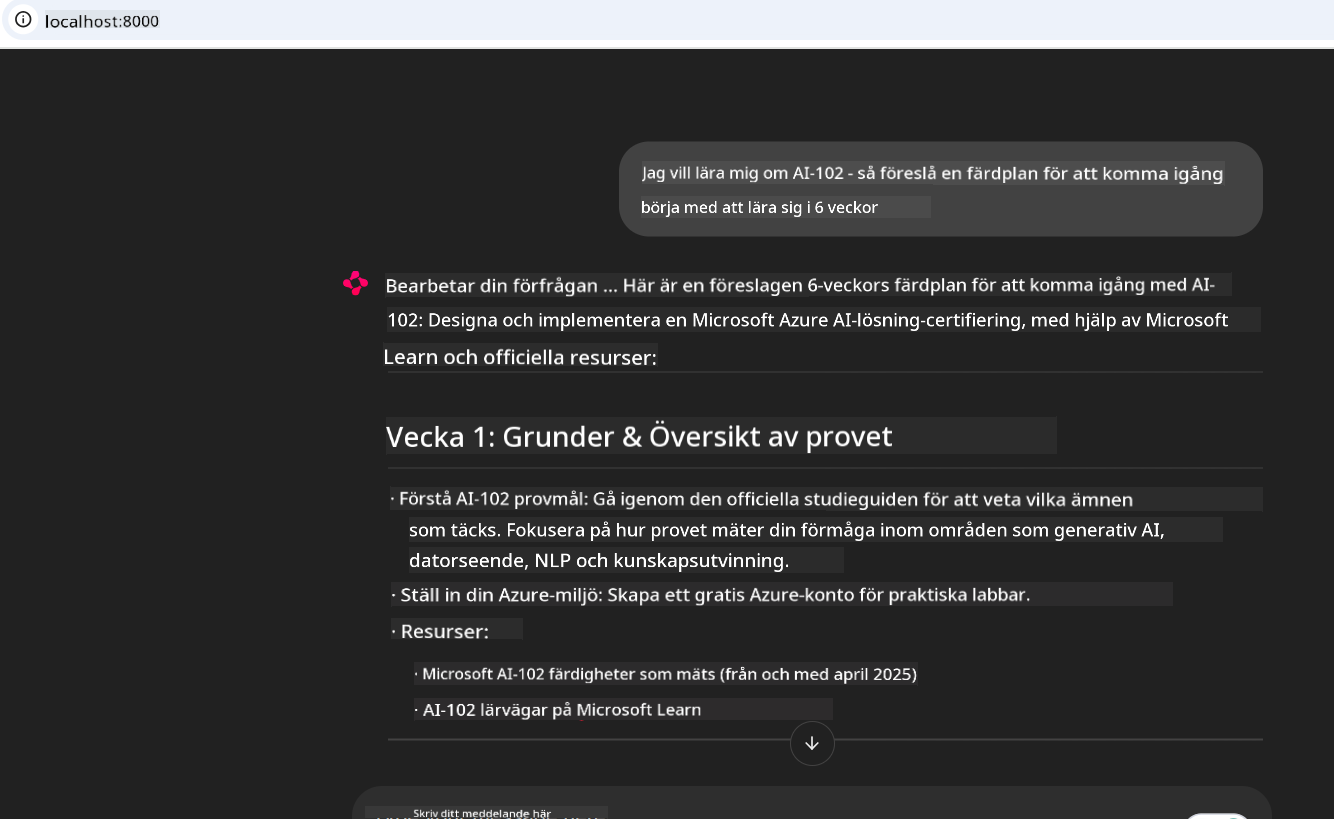 localhost:8000
Jag vill lära mig om AI-102 - så föreslå en färdplan för att komma igång
börja med att lära sig i 6 veckor
Bearbetar din förfrågan ... Här är en föreslagen 6-veckors färdplan för att komma igång med AI-
102: Designa och implementera en Microsoft Azure AI-lösning-certifiering, med hjälp av Microsoft
Learn och officiella resurser:
Vecka 1: Grunder & Översikt av provet
· Förstå AI-102 provmål: Gå igenom den officiella studieguiden för att veta vilka ämnen
som täcks. Fokusera på hur provet mäter din förmåga inom områden som generativ AI,
datorseende, NLP och kunskapsutvinning.
· Ställ in din Azure-miljö: Skapa ett gratis Azure-konto för praktiska labbar.
· Resurser:
· Microsoft AI-102 färdigheter som mäts (från och med april 2025)
· AI-102 lärvägar på Microsoft Learn
Skriv ditt meddelande här